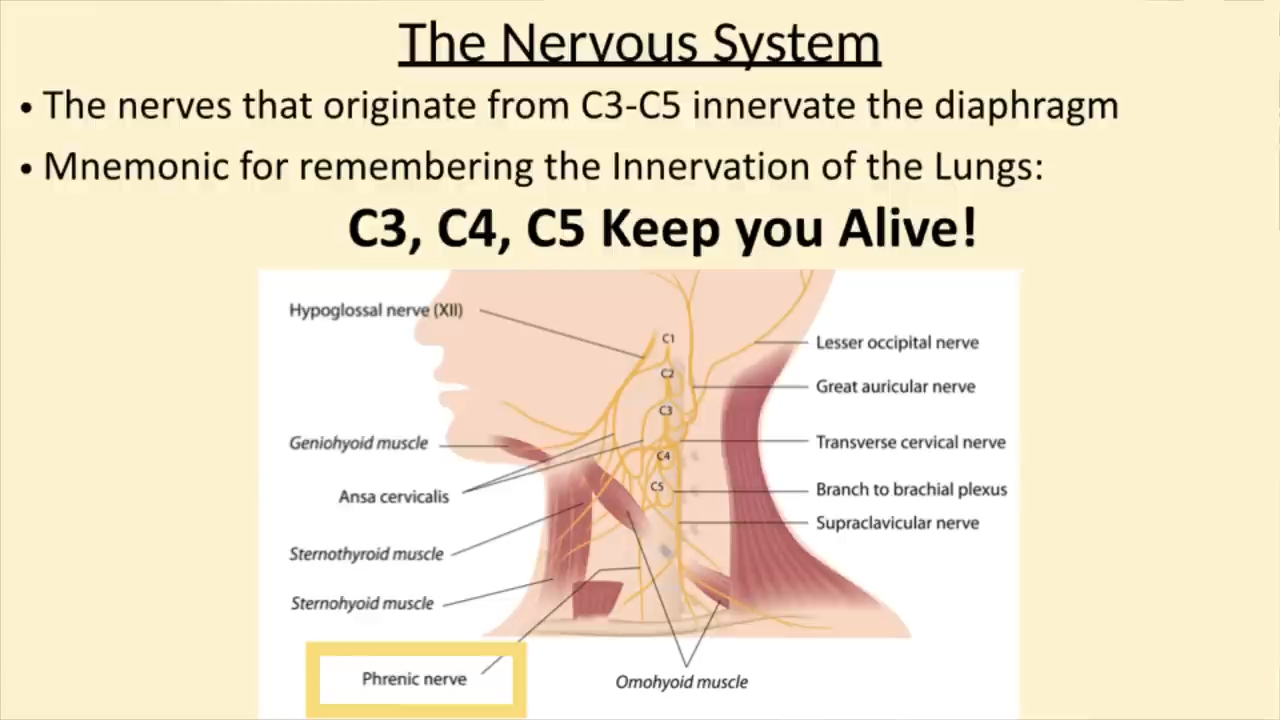 The Nervous System
• The nerves that originate from C3-C5 innervate the diaphragm
• Mnemonic for remembering the Innervation of the Lungs:
C3, C4, C5 Keep you Alive!
Hypoglossal nerve (XII)
Geniohyoid muscle
Ansa cervicalis
Sternothyroid muscle
Sternohyoid muscle
Phrenic nerve
C1
C2
C3
C4
C5
Lesser occipital nerve
Great auricular nerve
Transverse cervical nerve
Branch to brachial plexus
Supraclavicular nerve
Omohyoid muscle